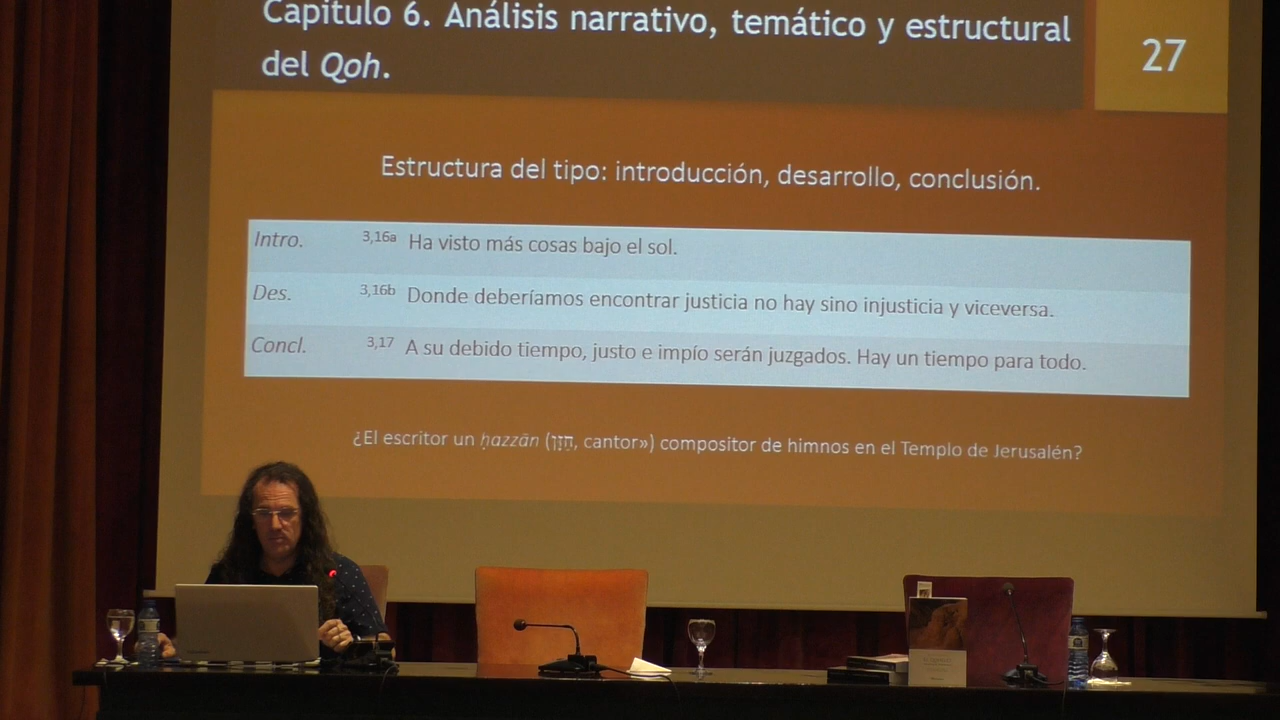 Capítulo 6. Análisis narrativo, temático y estructural
del Qoh.
27
Estructura del tipo: introducción, desarrollo, conclusión.
Intro. 3,16a Ha visto más cosas bajo el sol.
Des. 3,16b Donde deberíamos encontrar justicia no hay sino injusticia y viceversa.
Concl. 3,17 A su debido tiempo, justo e impío serán juzgados. Hay un tiempo para todo.
¿El escritor un ḥazzān (חַזָּן, cantor») compositor de himnos en el Templo de Jerusalén?